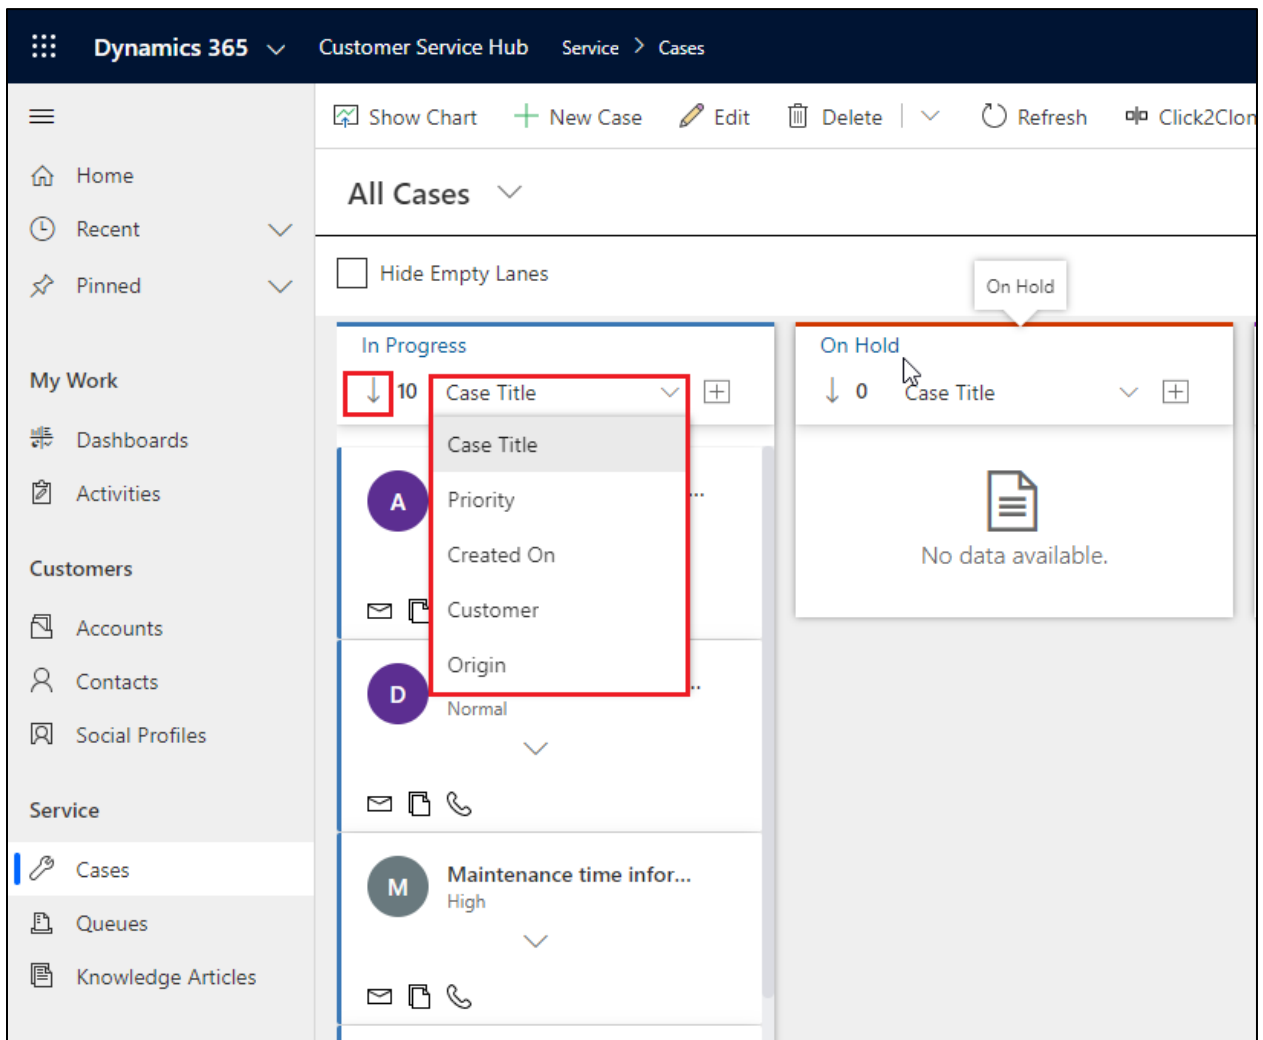 Dynamics 365 Customer Service Hub Service > Cases
Show Chart New Case Edit Delete Refresh Click2Clon
Home
Recent
Pinned
My Work
Dashboards
Activities
Customers
Accounts
Contacts
Social Profiles
Service
Cases
Queues
Knowledge Articles
All Cases
Hide Empty Lanes
On Hold
In Progress
10 Case Title
Case Title
Priority
Created On
Customer
Origin
A
...
D
..
Normal
M
Maintenance time infor...
High
On Hold
0 Case Title
No data available.